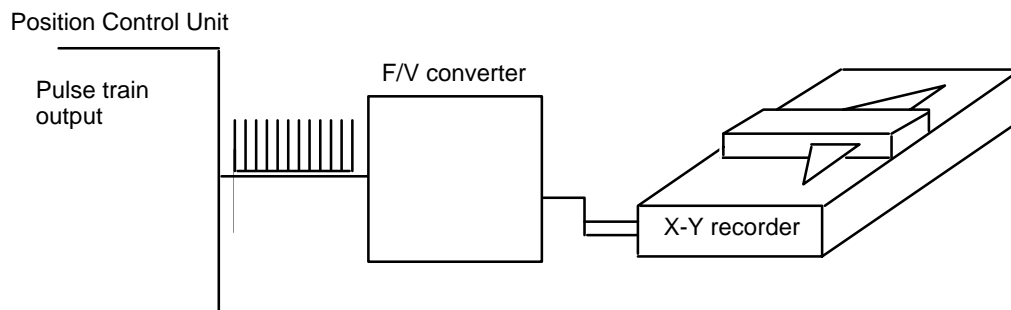 Position Control Unit
F/V converter
Pulse train
output
X-Y recorder